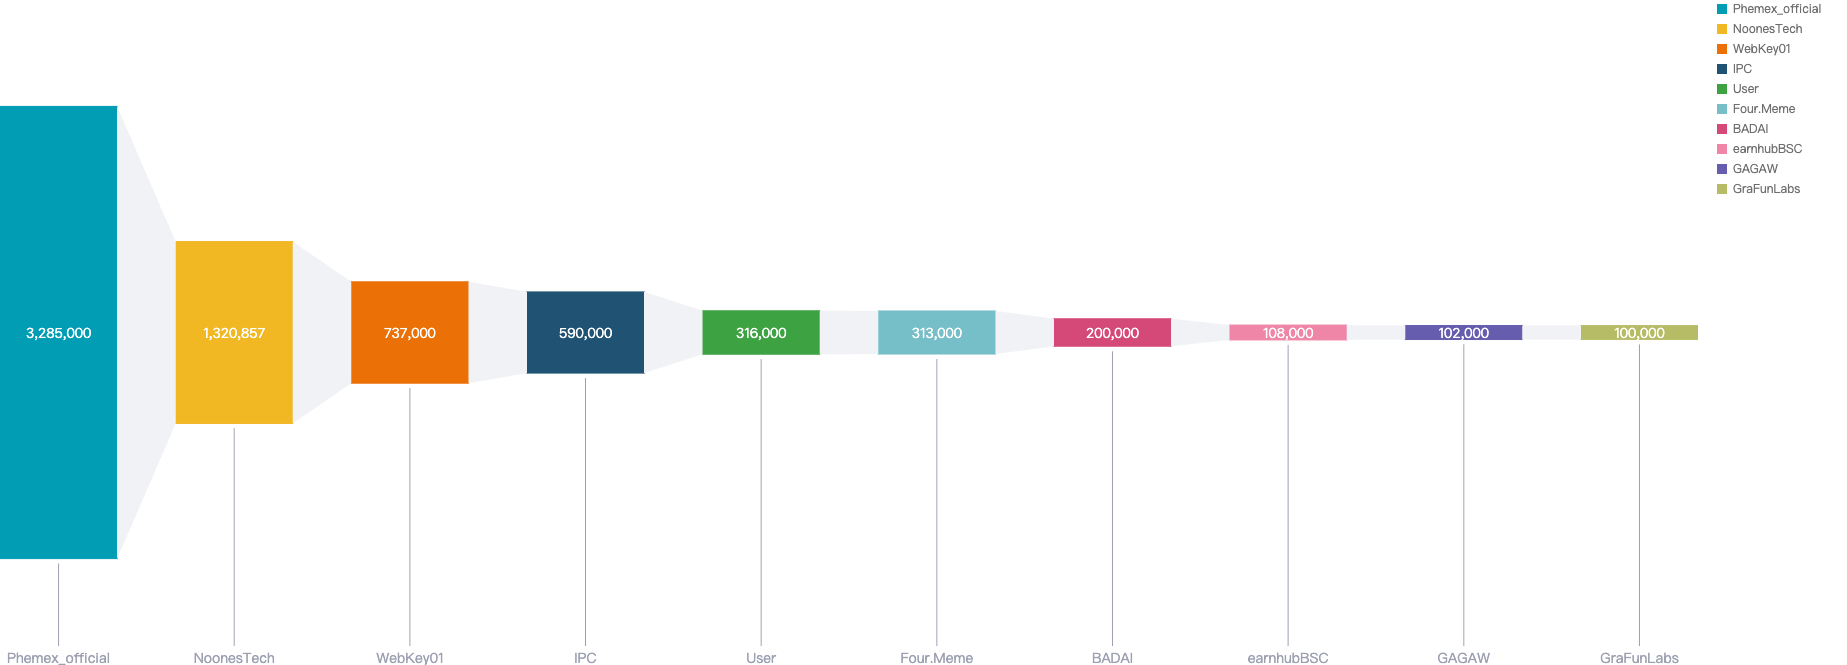 Phemex_official
NoonesTech
WebKey01
IPC
User
Four.Meme
BADAI
earnhubBSC
GAGAW
GraFunLabs
3,285,000
1,320,857
737,000
590,000
316,000
313,000
200,000
108,000
102,000
100,000
Phemex_official
NoonesTech
WebKey01
IPC
User
Four.Meme
BADAI
earnhubBSC
GAGAW
GraFunLabs